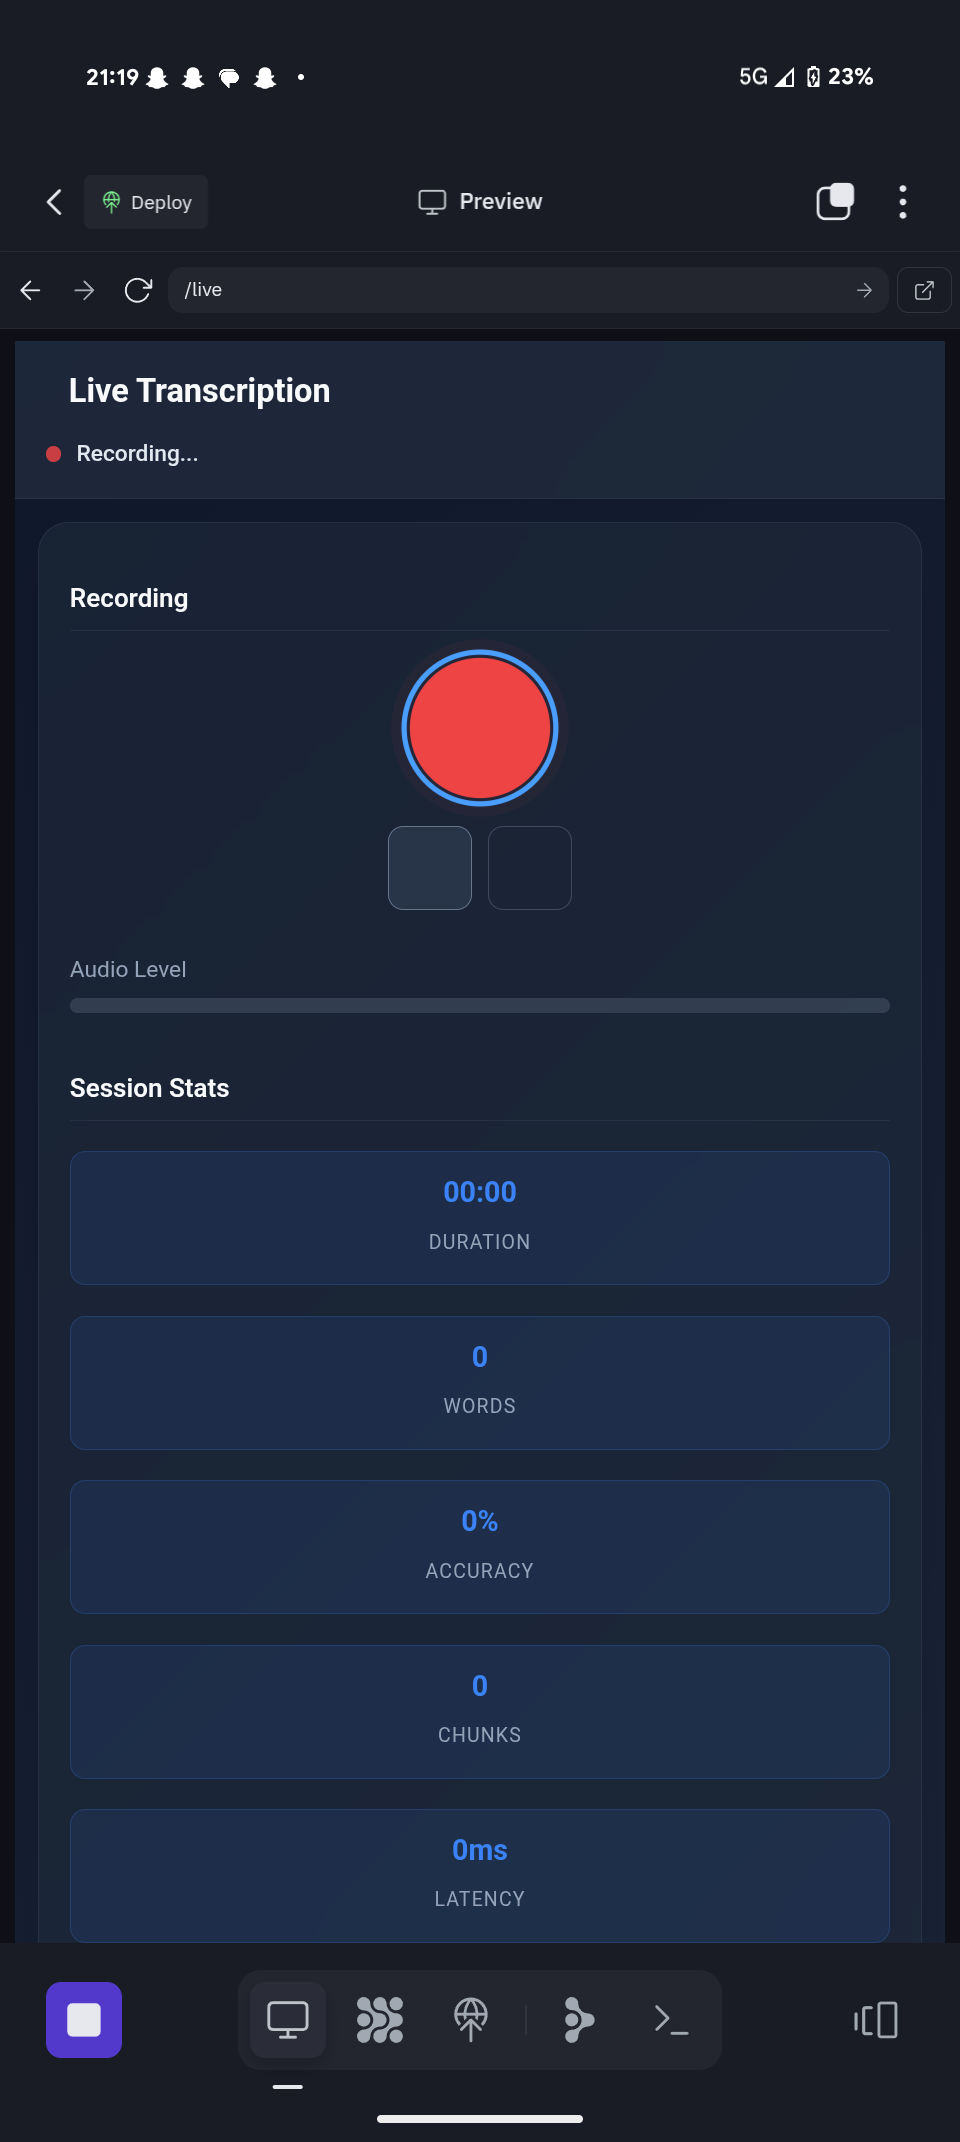 21:19
5G 23%
Deploy
Preview
/live
Live Transcription
Recording...
Recording
Audio Level
Session Stats
00:00
DURATION
0
WORDS
0%
ACCURACY
0
CHUNKS
0ms
LATENCY